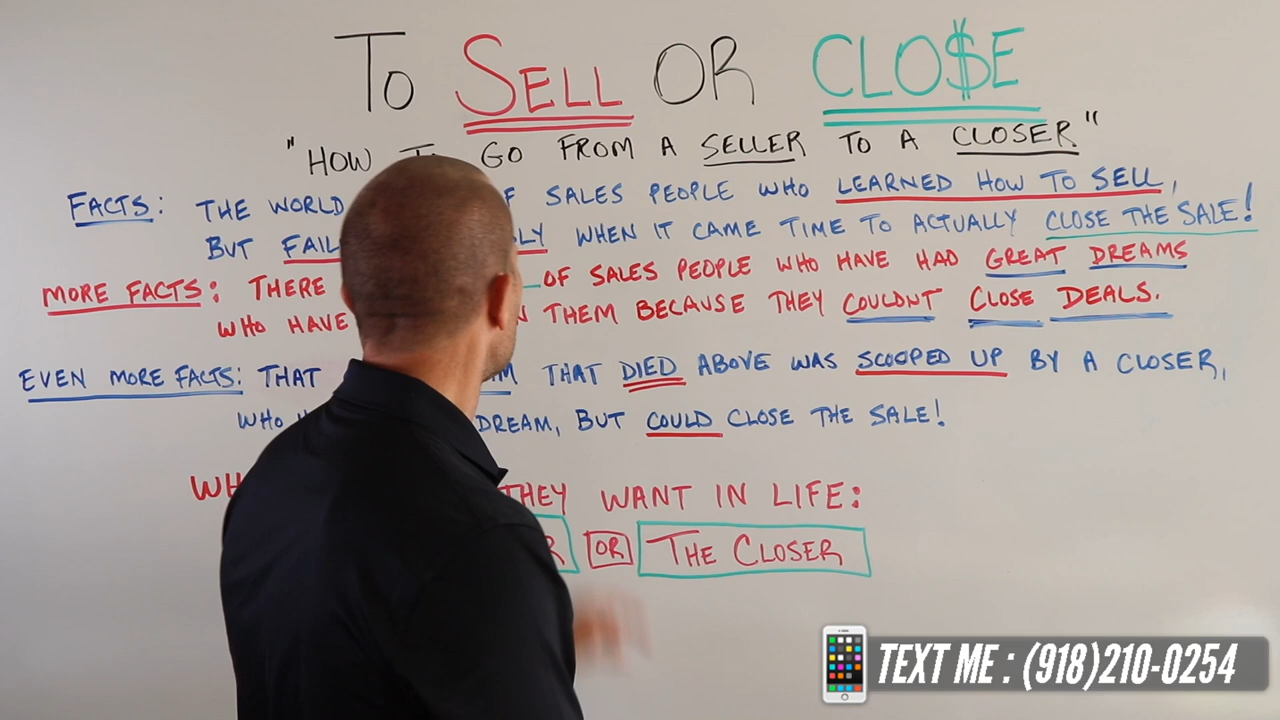 To SELL OR CLO$E
"HOW TO GO FROM A SELLER TO A CLOSER"
FACTS: THE WORLD OF SALES PEOPLE WHO LEARNED HOW TO SELL,
BUT WHEN IT CAME TIME TO ACTUALLY CLOSE THE SALE!
MORE FACTS: THERE OF SALES PEOPLE WHO HAVE HAD GREAT DREAMS
WHO HAVE THEM BECAUSE THEY COULDNT CLOSE DEALS.
EVEN MORE FACTS: THAT THAT DIED ABOVE WAS SCOOPED UP BY A CLOSER,
WHO DREAM, BUT COULD CLOSE THE SALE!
THEY WANT IN LIFE:
OR THE CLOSER
TEXT ME : (918)210-0254